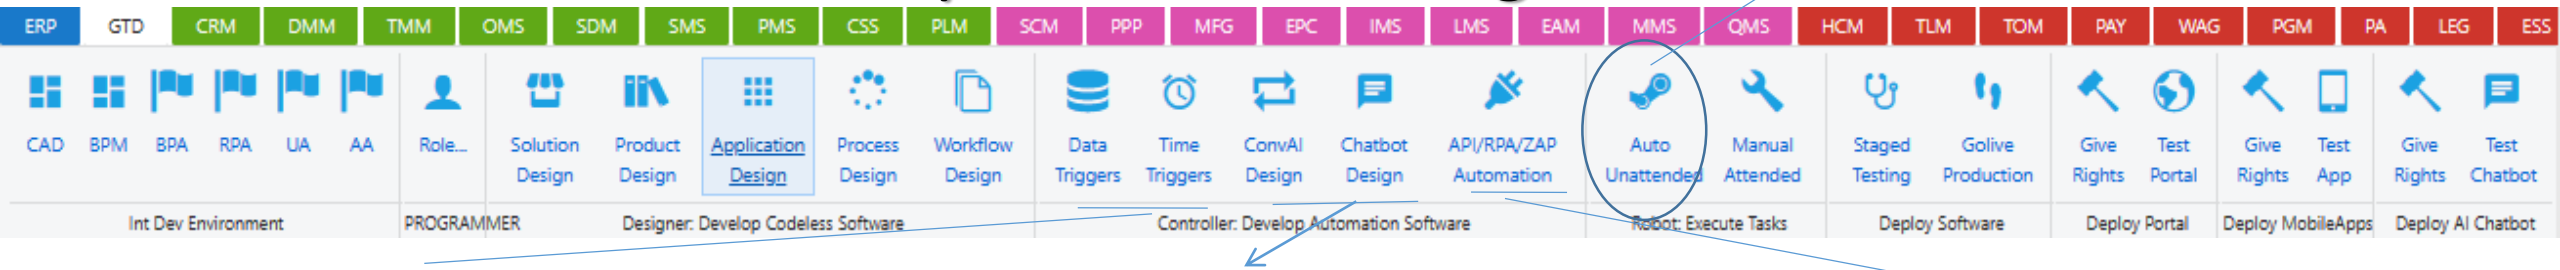 ERP GTD CRM DMM TMM OMS SDM SMS PMS CSS PLM SCM PPP MFG EPC IMS LMS EAM MMS QMS HCM TLM TOM PAY WAG PGM PA LEG ESS
CAD BPM BPA RPA UA AA Role... Solution Product Application Process Workflow Data Time ConvAI Chatbot API/RPA/ZAP Auto Manual Staged Golive Give Test Give Test Give Test
Design Design Design Design Design Triggers Triggers Design Design Automation Unattended Attended Testing Production Rights Portal Rights App Rights Chatbot
Int Dev Environment PROGRAMMER Designer: Develop Codeless Software Controller: Develop Automation Software Robot: Execute Tasks Deploy Software Deploy Portal Deploy MobileApps Deploy AI Chatbot